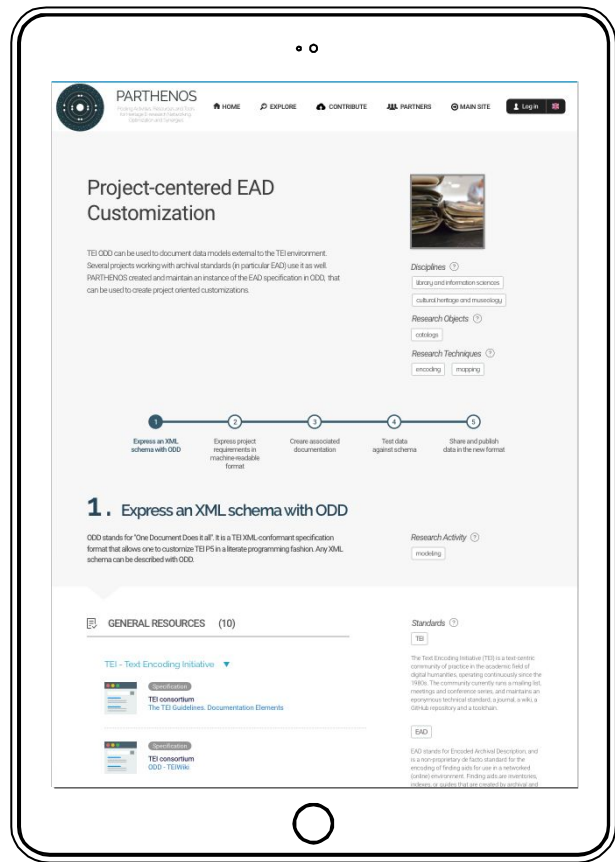 PARTHENOS
HOME
EXPLORE
CONTRIBUTE
PARTNERS
MAIN SITE
Log in
Project-centered EAD
Customization
TEI ODD can be used to document data models external to the TEI environment.
Several projects working with archival standards (in particular EAD) use it as well.
PARTHENOS created and maintain an instance of the EAD specification in ODD, that
can be used to create project oriented customizations.
Disciplines ?
library and information sciences
cultural heritage and museology
Research Objects ?
catalogs
Research Techniques ?
encoding mapping
1 2 3 4 5
Express an XML
schema with ODD
Express project
requirements in
machine-readable
format
Creare associated
documentation
Test data
against schema
Share and publish
data in the new format
1. Express an XML schema with ODD
ODD stands for "One Document Does it all". It is a TEI XML-conformant specification
format that allows one to customize TEI P5 in a literate programming fashion. Any XML
schema can be described with ODD.
Research Activity ?
modeling
GENERAL RESOURCES (10)
TEI - Text Encoding Initiative
Specification
TEI consortium
The TEI Guidelines. Documentation Elements
Specification
TEI consortium
ODD - TEIWiki
Standards ?
TEI
The Text Encoding Initiative (TEI) is a text-centric
community of practice in the academic field of
digital humanities, operating continuously since the
1980s. The community currently runs a mailing list,
meetings and conference series, and maintains an
eponymous technical standard, a journal, a wiki, a
GitHub repository and a toolchain.
EAD
EAD stands for Encoded Archival Description, and
is a non-proprietary de facto standard for the
encoding of finding aids for use in a networked
(online) environment. Finding aids are inventories,
indexes, or guides that are created by archival and